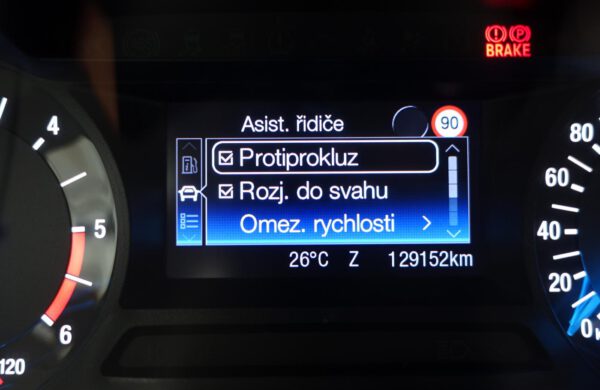 BRAKE
Asist. řidiče 90
Protiprokluz
Rozj. do svahu
Omez. rychlosti
26°C Z 129152km
4
5
6
120
80
60
40
20
0